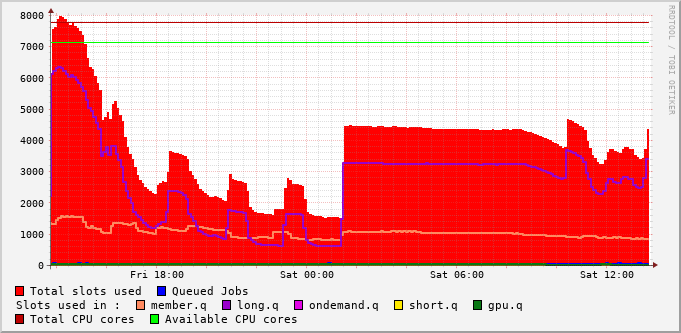 8000
7000
6000
5000
4000
3000
2000
1000
0
Fri 18:00 Sat 00:00 Sat 06:00 Sat 12:00
RRDTOOL / TOBI OETIKER
Total slots used Queued Jobs
Slots used in : member.q long.q ondemand.q short.q gpu.q
Total CPU cores Available CPU cores